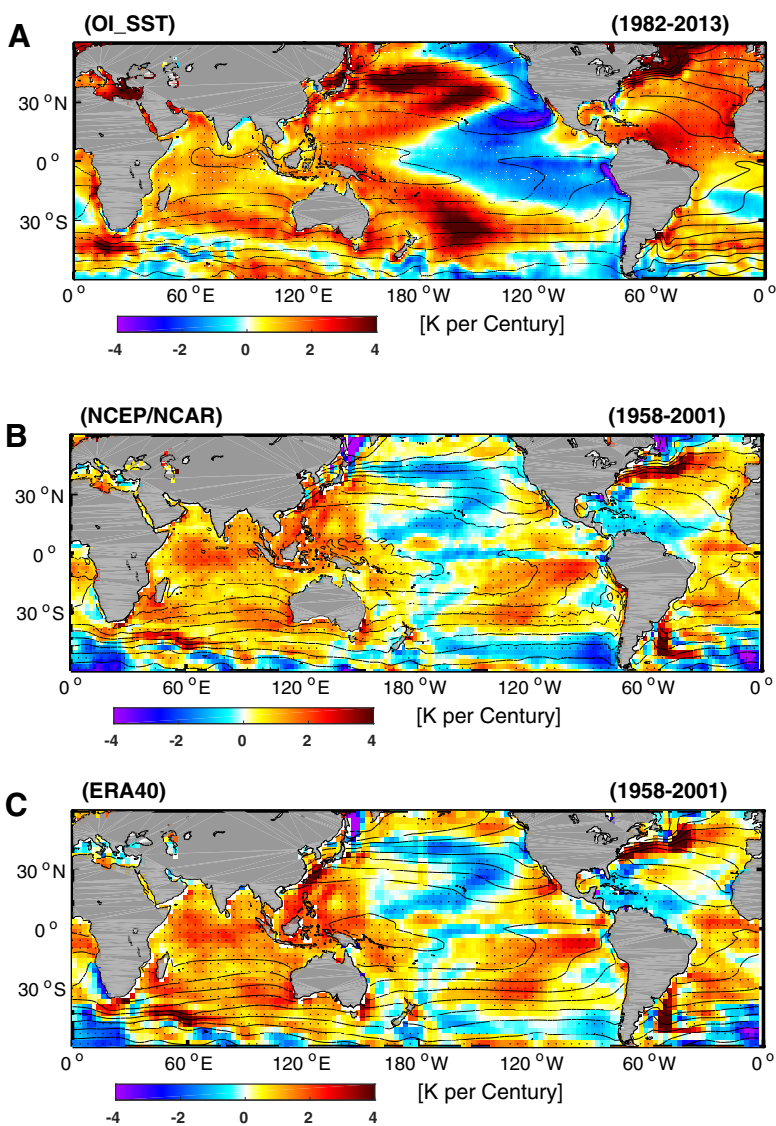 A (OI_SST) (1982-2013)
30 °N
0 °
30 °S
0 ° 60 °E 120 °E 180 °W 120 °W 60 °W 0 °
[K per Century]
-4 -2 0 2 4
B (NCEP/NCAR) (1958-2001)
30 °N
0 °
30 °S
0 ° 60 °E 120 °E 180 °W 120 °W 60 °W 0 °
[K per Century]
-4 -2 0 2 4
C (ERA40) (1958-2001)
30 °N
0 °
30 °S
0 ° 60 °E 120 °E 180 °W 120 °W 60 °W 0 °
[K per Century]
-4 -2 0 2 4